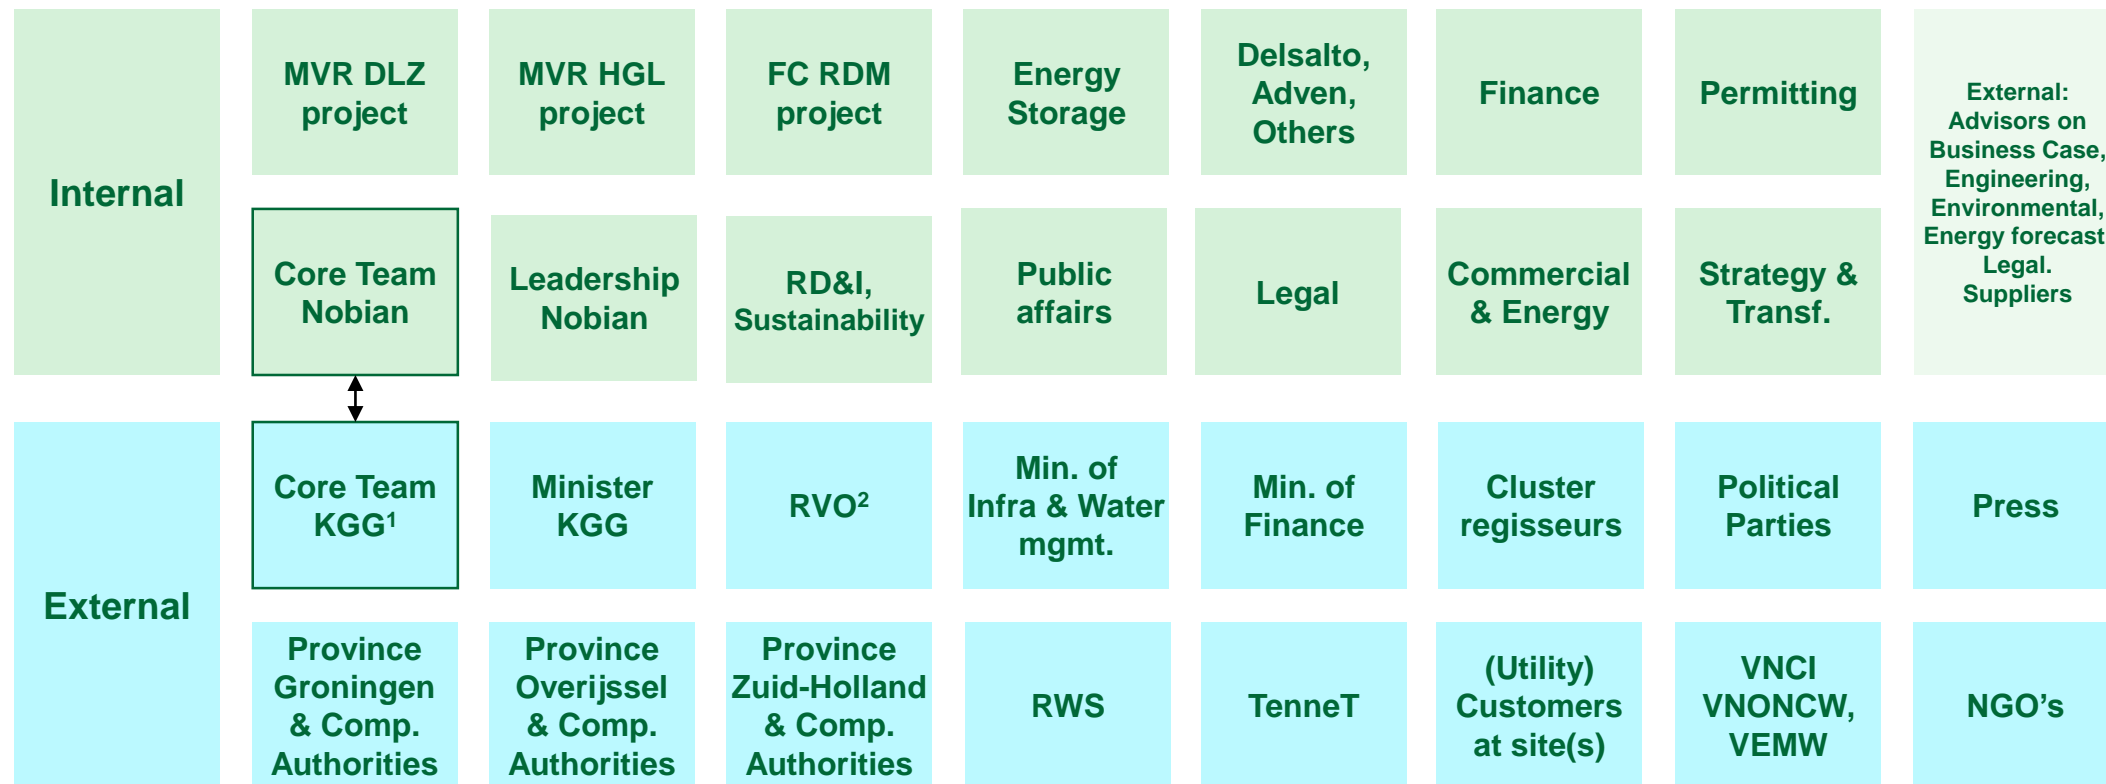 Internal
MVR DLZ
project
MVR HGL
project
FC RDM
project
Energy
Storage
Delsalto,
Adven,
Others
Finance
Permitting
External:
Advisors on
Business Case,
Engineering,
Environmental,
Energy forecast
Legal.
Suppliers
Core Team
Nobian
Leadership
Nobian
RD&I,
Sustainability
Public
affairs
Legal
Commercial
& Energy
Strategy &
Transf.
External
Core Team
KGG¹
Minister
KGG
RVO²
Min. of
Infra & Water
mgmt.
Min. of
Finance
Cluster
regisseurs
Political
Parties
Press
Province
Groningen
& Comp.
Authorities
Province
Overijssel
& Comp.
Authorities
Province
Zuid-Holland
& Comp.
Authorities
RWS
TenneT
(Utility)
Customers
at site(s)
VNCI
VNONCW,
VEMW
NGO’s